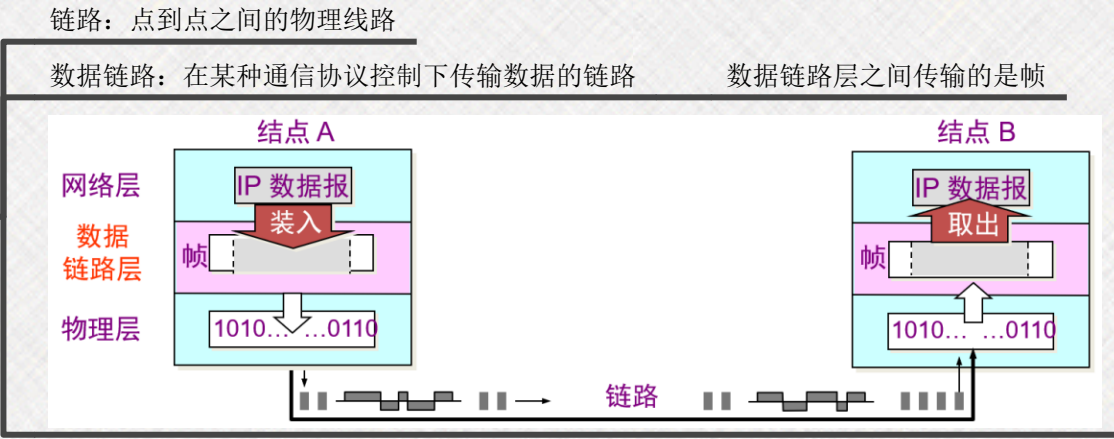 链路：点到点之间的物理线路
数据链路：在某种通信协议控制下传输数据的链路 数据链路层之间传输的是帧
结点 A 结点 B
网络层 IP 数据报 IP 数据报
装入 取出
数据
链路层 帧 帧
物理层 1010… …0110 1010… …0110
链路